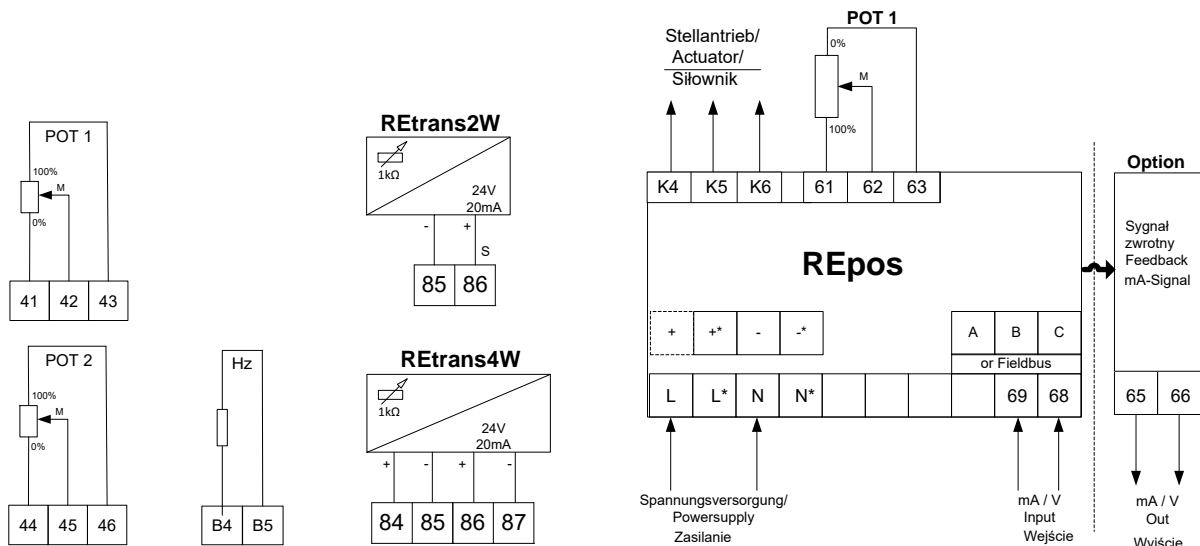 POT 1
100%
M
0%
41 42 43
POT 2
100%
M
0%
44 45 46
Hz
B4 B5
REtrans2W
1kΩ
24V
20mA
- +
S
85 86
REtrans4W
1kΩ
24V
20mA
+ - + -
84 85 86 87
Stellantrieb/
Actuator/
Siłownik
POT 1
0%
M
100%
K4 K5 K6 61 62 63
REpos
+ +* - -*
A B C
or Fieldbus
L L* N N* 69 68
Spannungsversorgung/
Powersupply
Zasilanie
mA / V
Input
Wejście
Option
Sygnał
zwrotny
Feedback
mA-Signal
65 66
mA / V
Out
Wyjście